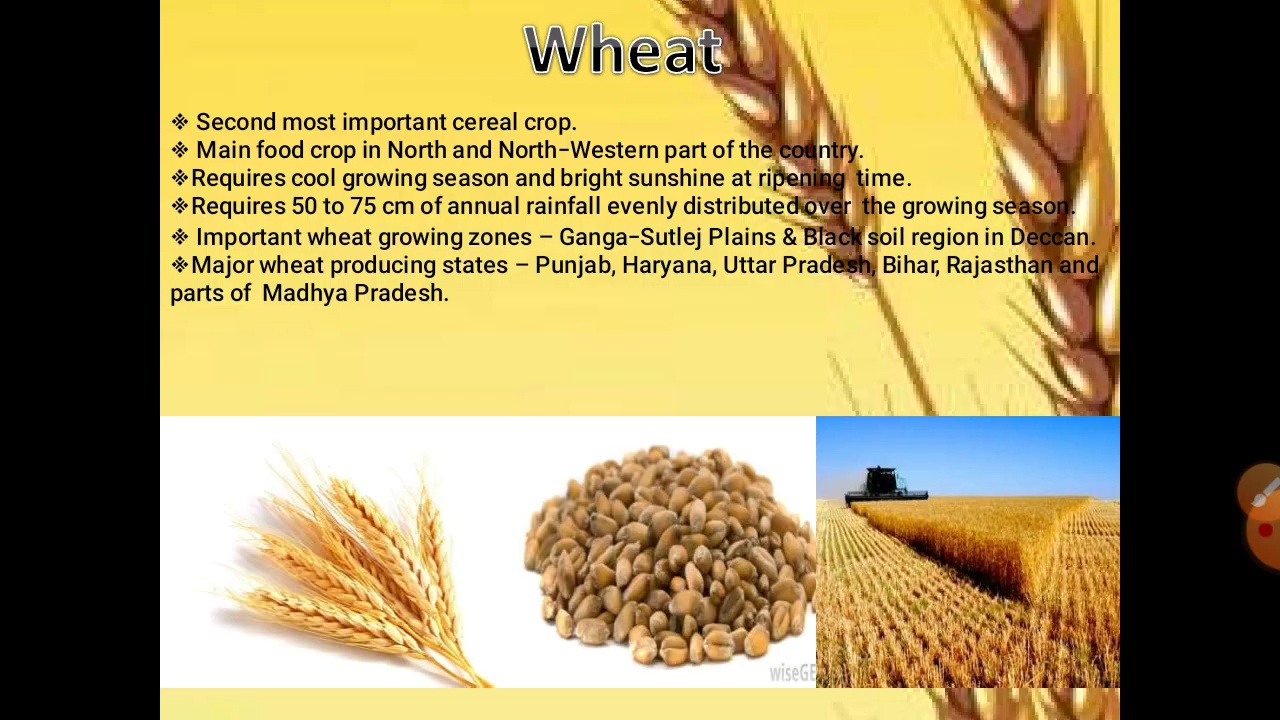 Wheat
❖ Second most important cereal crop.
❖ Main food crop in North and North-Western part of the country.
❖Requires cool growing season and bright sunshine at ripening time.
❖Requires 50 to 75 cm of annual rainfall evenly distributed over the growing season.
❖ Important wheat growing zones – Ganga-Sutlej Plains & Black soil region in Deccan.
❖Major wheat producing states – Punjab, Haryana, Uttar Pradesh, Bihar, Rajasthan and
parts of Madhya Pradesh.
wiseGE